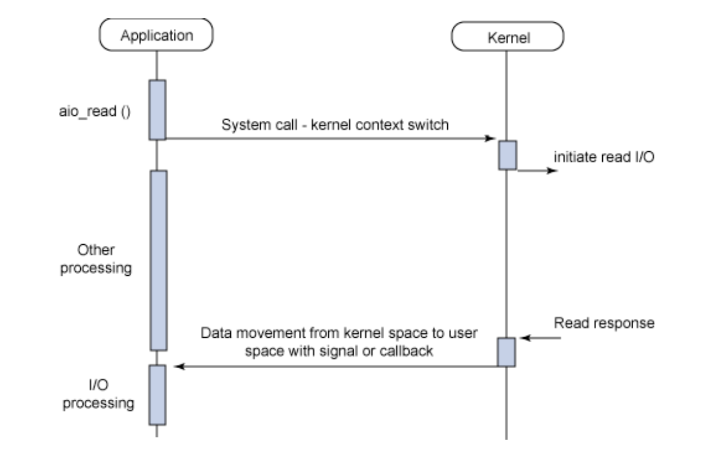 Application
Kernel
aio_read ()
System call - kernel context switch
initiate read I/O
Other
processing
Read response
Data movement from kernel space to user
space with signal or callback
I/O
processing